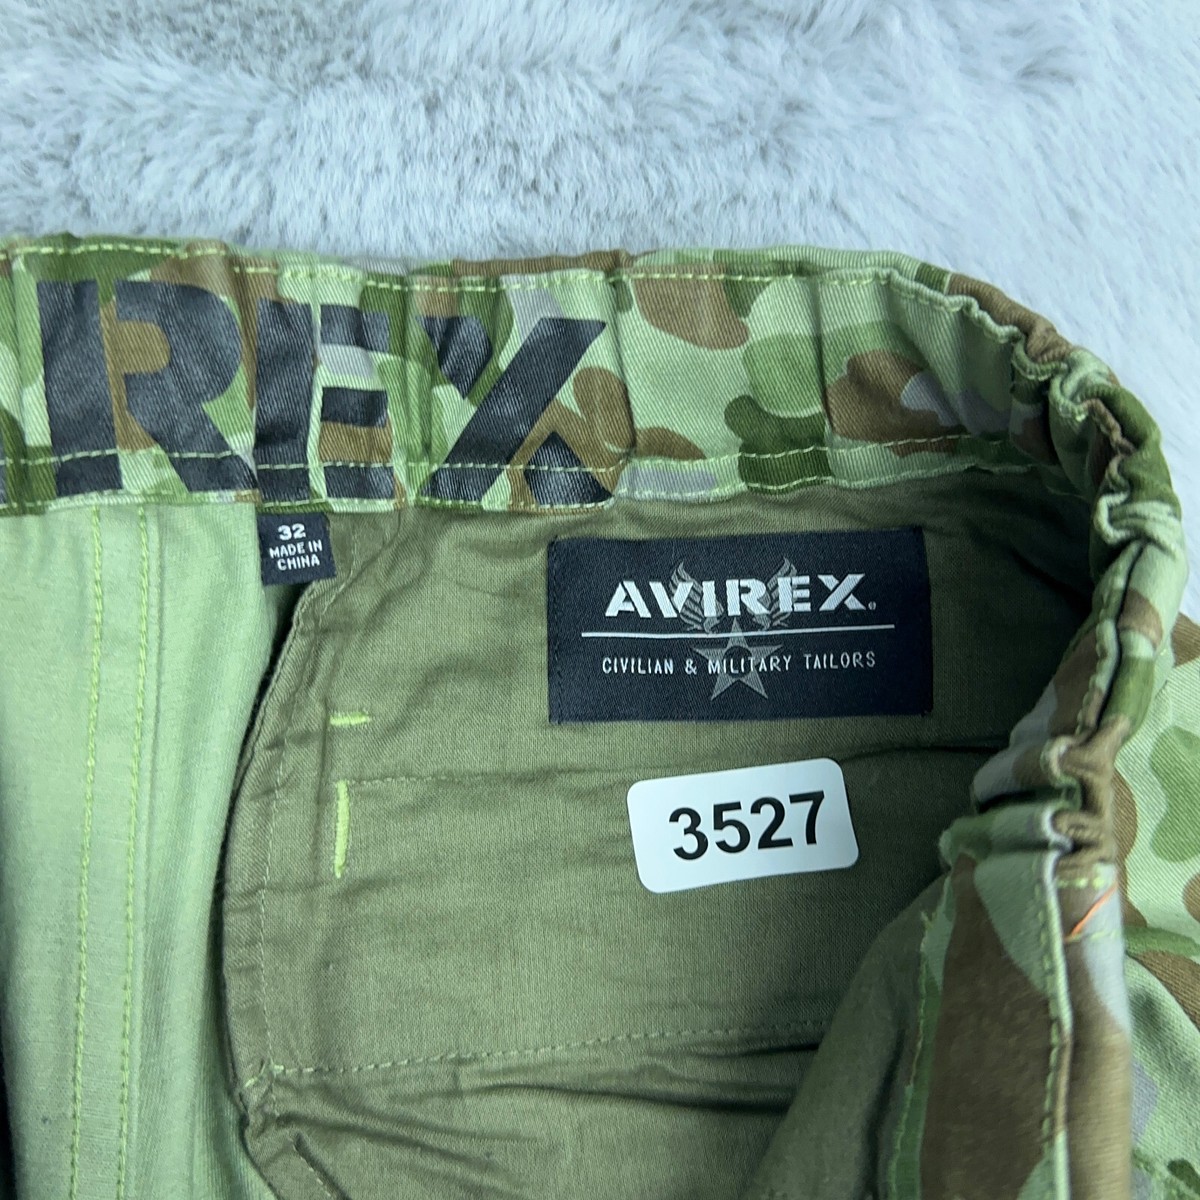 REX
32
MADE IN
CHINA
AVIREX®
CIVILIAN & MILITARY TAILORS
3527